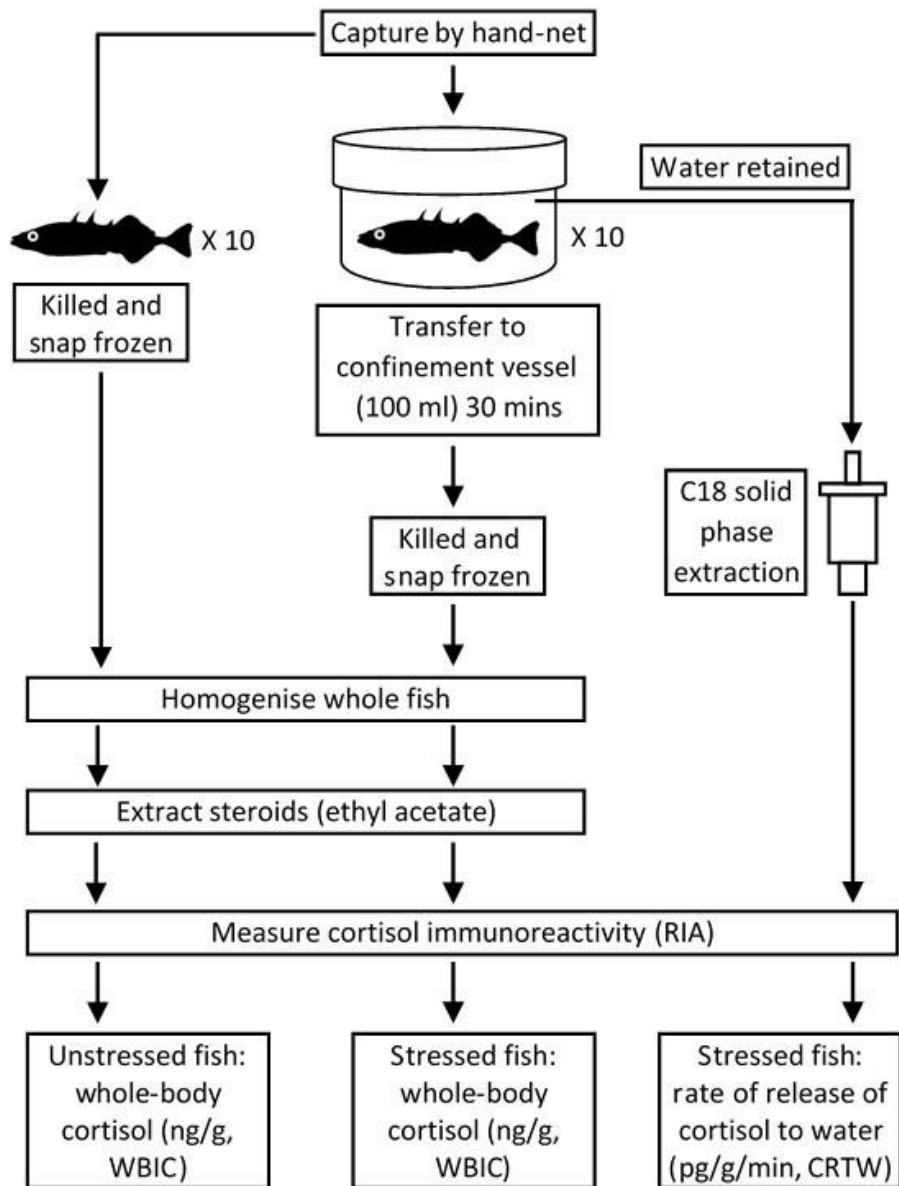 Capture by hand-net
Water retained
X 10
X 10
Killed and
snap frozen
Transfer to
confinement vessel
(100 ml) 30 mins
C18 solid
phase
extraction
Killed and
snap frozen
Homogenise whole fish
Extract steroids (ethyl acetate)
Measure cortisol immunoreactivity (RIA)
Unstressed fish:
whole-body
cortisol (ng/g,
WBIC)
Stressed fish:
whole-body
cortisol (ng/g,
WBIC)
Stressed fish:
rate of release of
cortisol to water
(pg/g/min, CRTW)